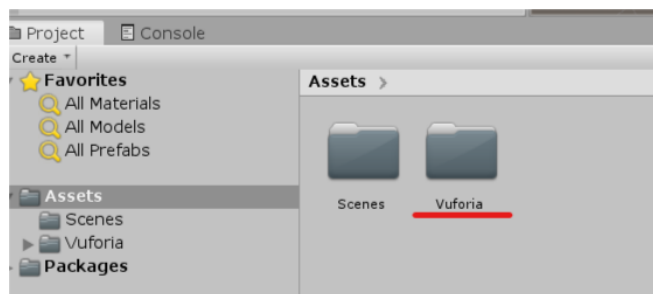 Project Console
Create
Favorites
All Materials
All Models
All Prefabs
Assets
Scenes
Vuforia
Packages
Assets >
Scenes Vuforia